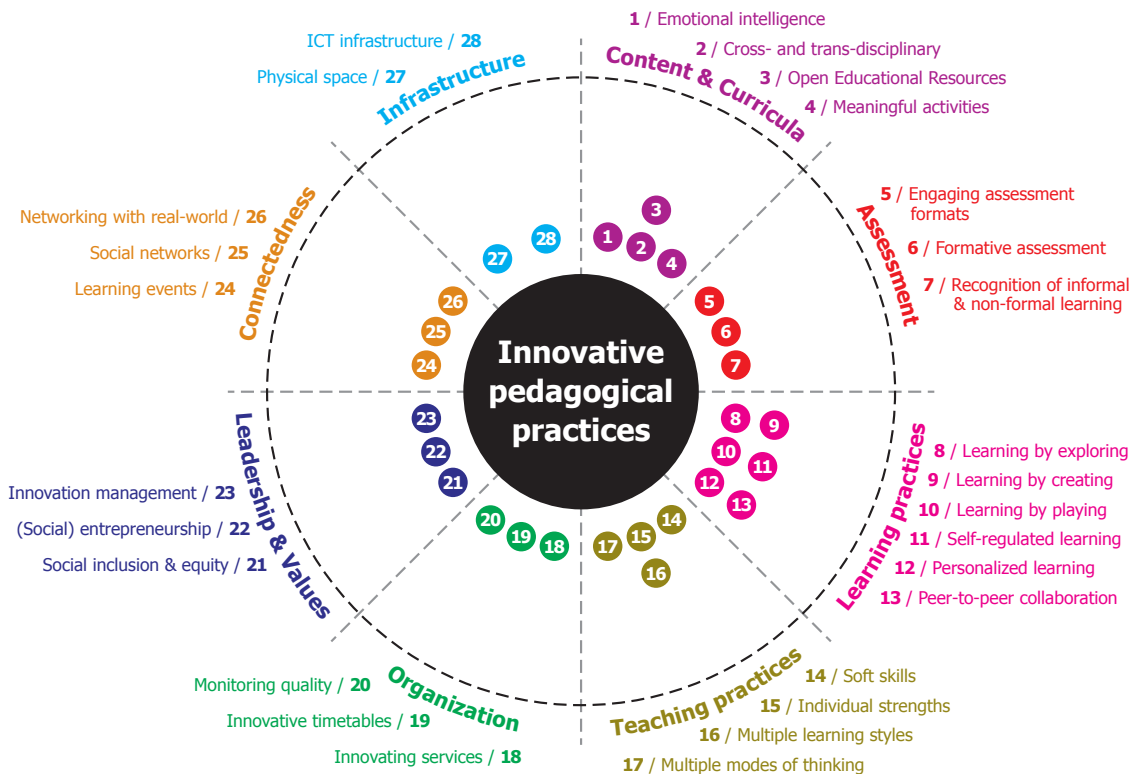 1 / Emotional intelligence
2 / Cross- and trans-disciplinary
3 / Open Educational Resources
4 / Meaningful activities
Content & Curricula
5 / Engaging assessment
formats
6 / Formative assessment
7 / Recognition of informal
& non-formal learning
Assessment
8 / Learning by exploring
9 / Learning by creating
10 / Learning by playing
11 / Self-regulated learning
12 / Personalized learning
13 / Peer-to-peer collaboration
Learning practices
14 / Soft skills
15 / Individual strengths
16 / Multiple learning styles
17 / Multiple modes of thinking
Teaching practices
Organization
Monitoring quality / 20
Innovative timetables / 19
Innovating services / 18
Leadership & Values
Innovation management / 23
(Social) entrepreneurship / 22
Social inclusion & equity / 21
Connectedness
Networking with real-world / 26
Social networks / 25
Learning events / 24
Infrastructure
ICT infrastructure / 28
Physical space / 27
Innovative
pedagogical
practices
1
2
3
4
5
6
7
8
9
10
11
12
13
14
15
16
17
18
19
20
21
22
23
24
25
26
27
28